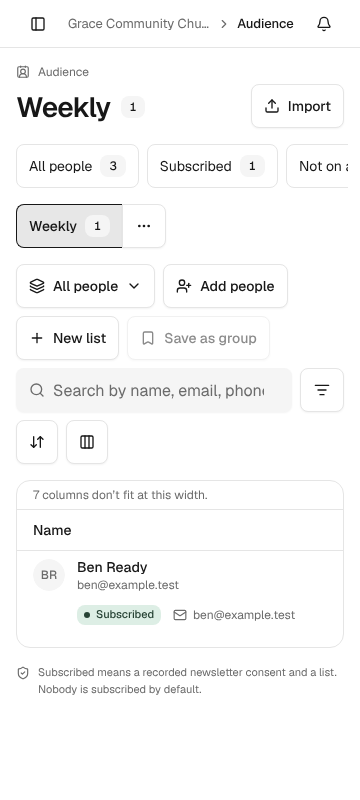 Grace Community Chu... > Audience
Audience
Weekly 1
Import
All people 3 Subscribed 1 Not on a
Weekly 1 ...
All people Add people
New list Save as group
Search by name, email, phone
7 columns don't fit at this width.
Name
BR Ben Ready
ben@example.test
Subscribed ben@example.test
Subscribed means a recorded newsletter consent and a list.
Nobody is subscribed by default.